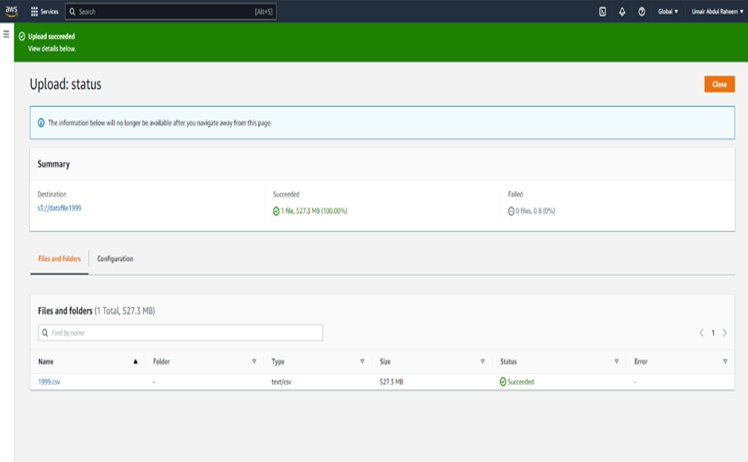 aws Services Search [Alt+S] Global ▼ Umair Abdul Raheem ▼
Upload succeeded
View details below.
Upload: status Close
The information below will no longer be available after you navigate away from this page.
Summary
Destination Succeeded Failed
s3://datafile1999 1 file, 527.3 MB (100.00%) 0 files, 0 B (0%)
Files and folders Configuration
Files and folders (1 Total, 527.3 MB)
Find by name 1
Name Folder Type Size Status Error
1999.csv - text/csv 527.3 MB Succeeded -